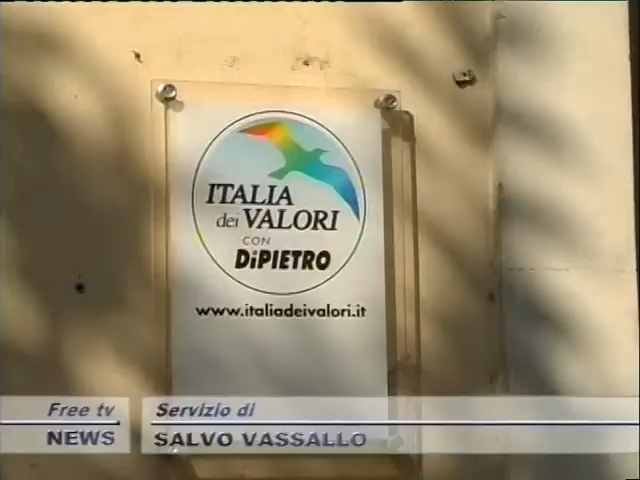 ITALIA
dei VALORI
CON
DiPIETRO
www.italiadeivalori.it
Free tv
NEWS
Servizio di
SALVO VASSALLO